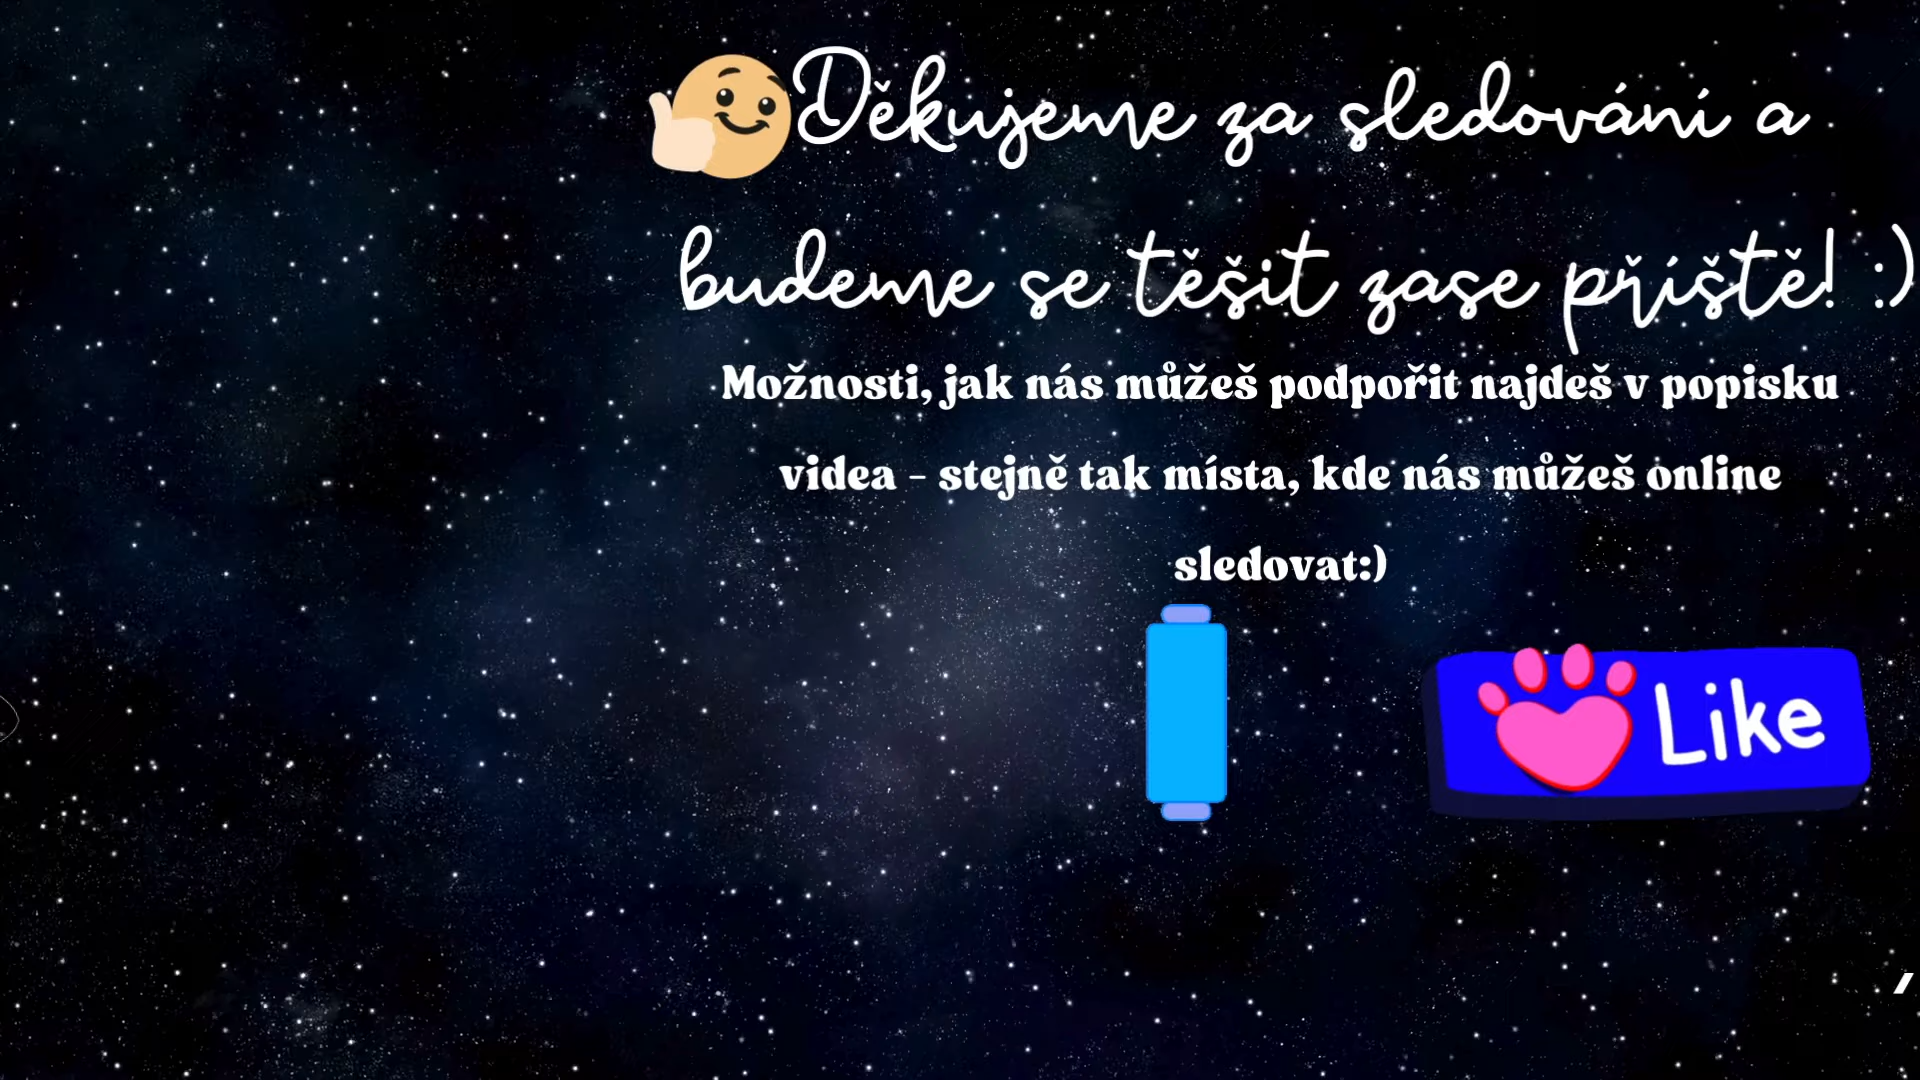 Děkujeme za sledování a
budeme se těšit zase příště! :)
Možnosti, jak nás můžeš podpořit najdeš v popisku
videa - stejně tak místa, kde nás můžeš online
sledovat:)
Like